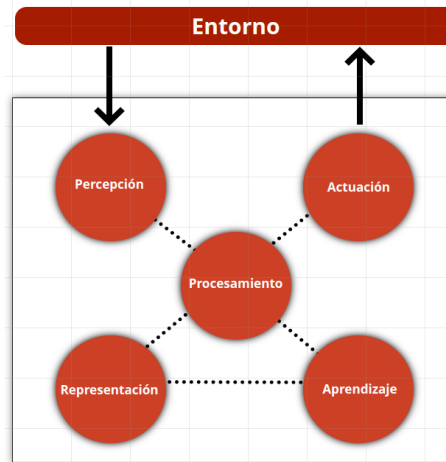 Entorno
Percepción
Actuación
Procesamiento
Representación
Aprendizaje